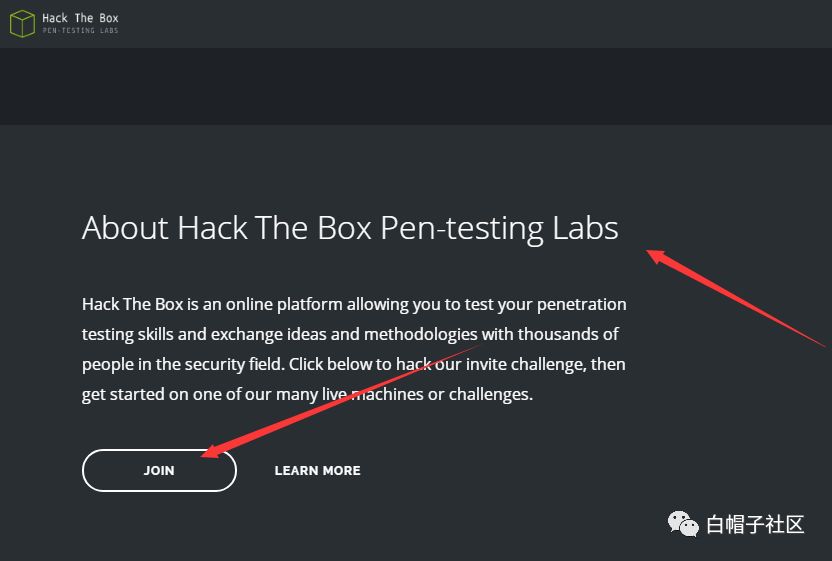 Hack The Box
PEN-TESTING LABS
About Hack The Box Pen-testing Labs
Hack The Box is an online platform allowing you to test your penetration
testing skills and exchange ideas and methodologies with thousands of
people in the security field. Click below to hack our invite challenge, then
get started on one of our many live machines or challenges.
JOIN
LEARN MORE
白帽子社区